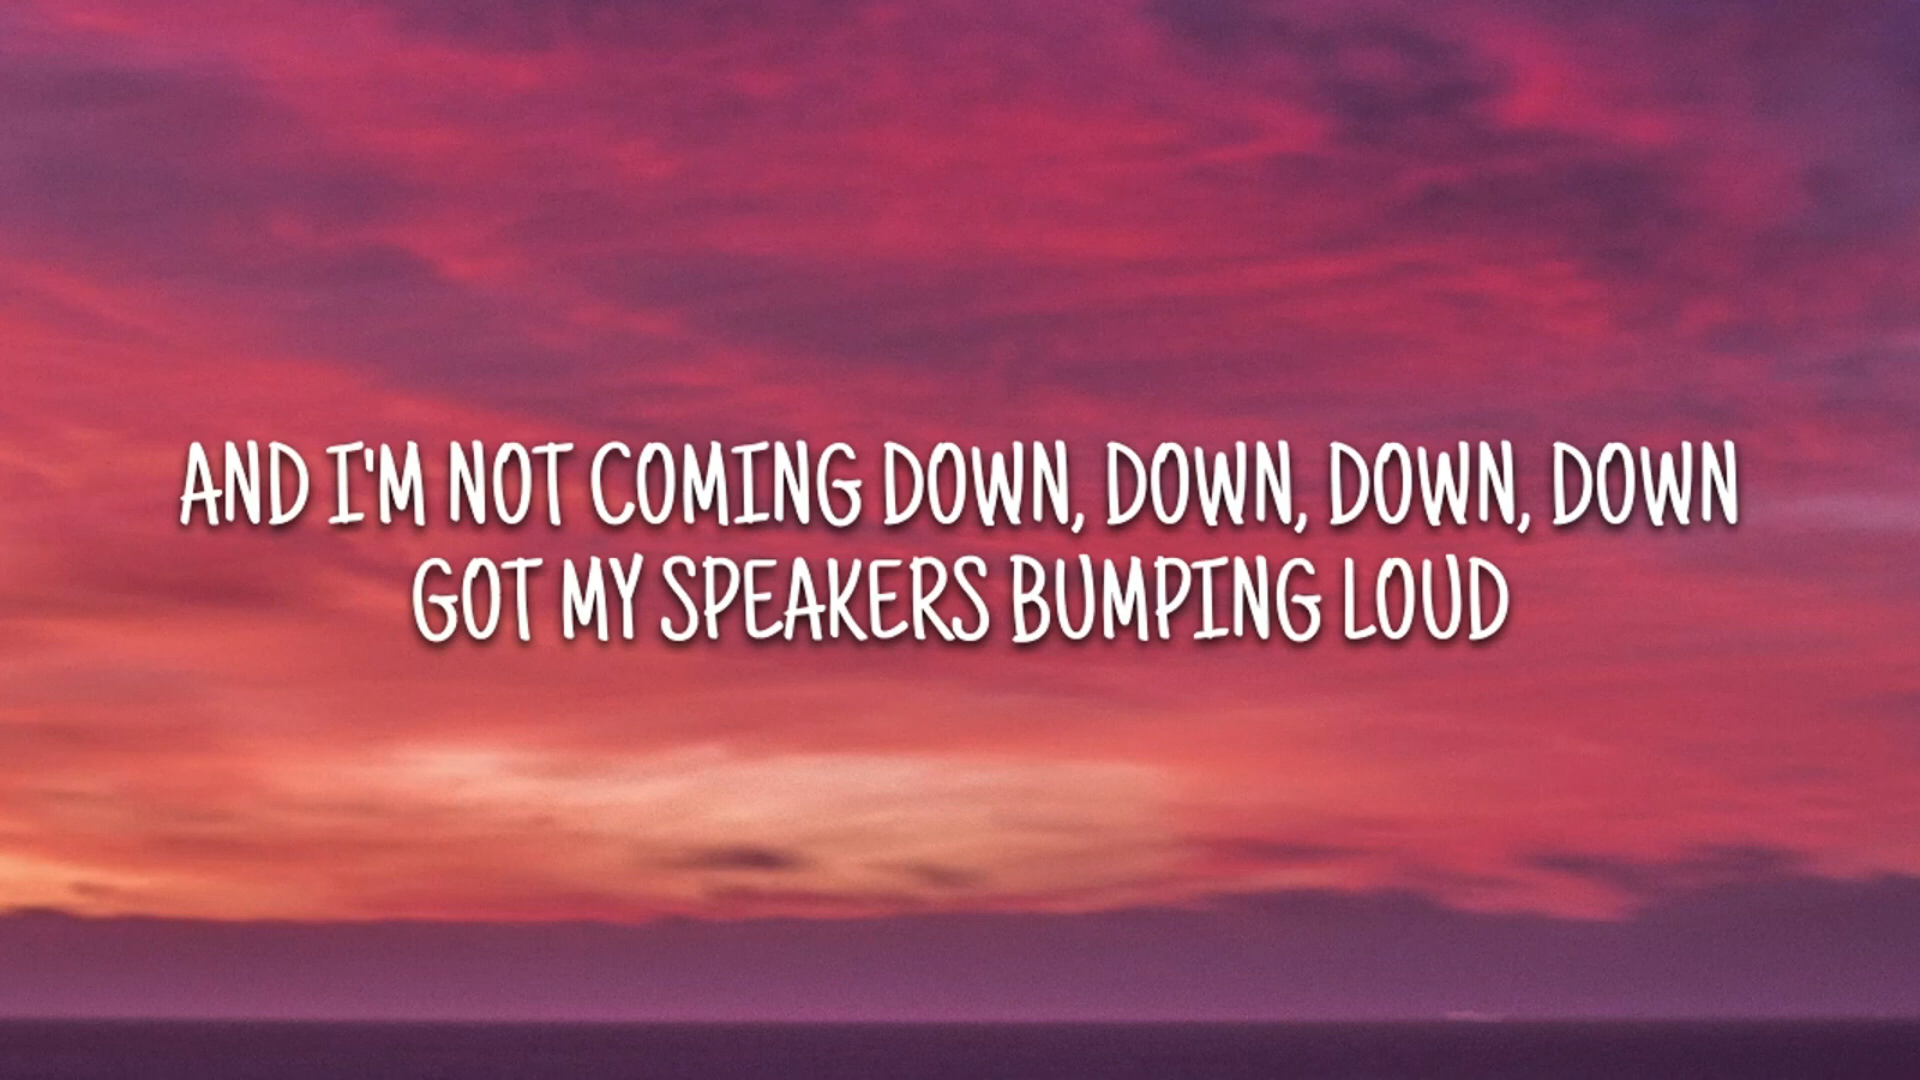 AND I'M NOT COMING DOWN, DOWN, DOWN, DOWN
GOT MY SPEAKERS BUMPING LOUD